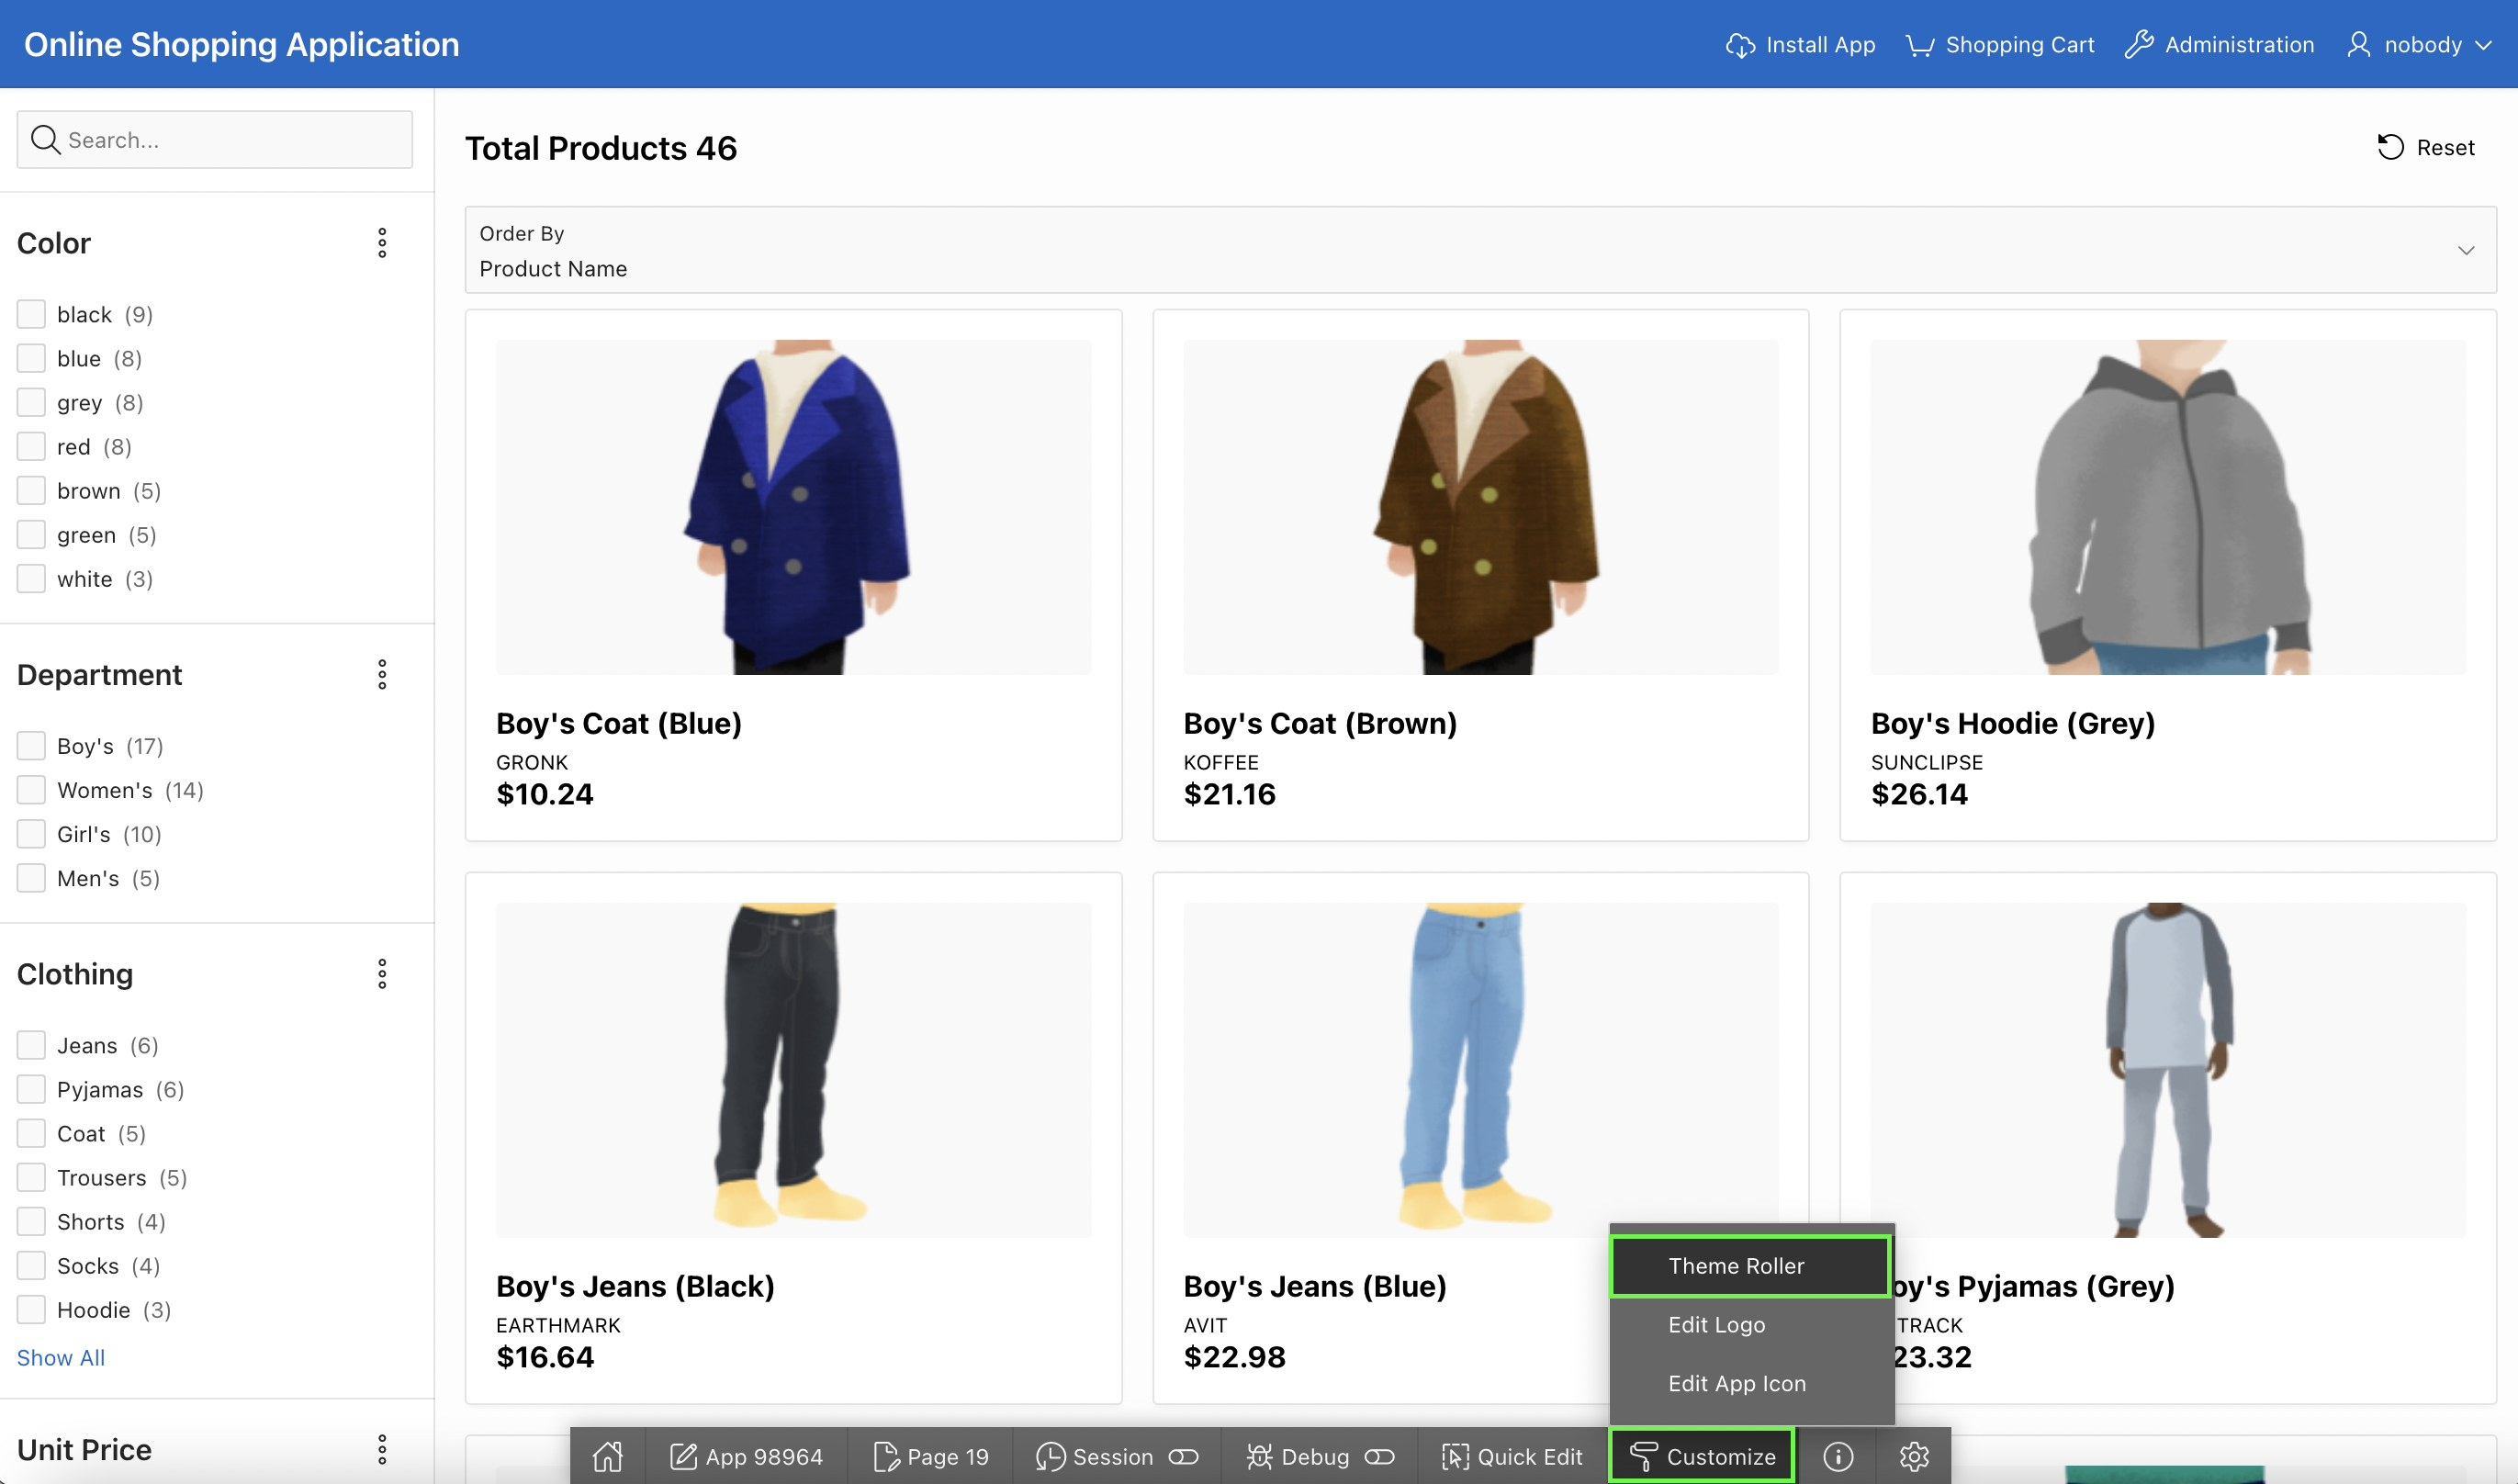 Online Shopping Application
Install App
Shopping Cart
Administration
nobody
Search...
Color
black (9)
blue (8)
grey (8)
red (8)
brown (5)
green (5)
white (3)
Department
Boy's (17)
Women's (14)
Girl's (10)
Men's (5)
Clothing
Jeans (6)
Pyjamas (6)
Coat (5)
Trousers (5)
Shorts (4)
Socks (4)
Hoodie (3)
Show All
Unit Price
Total Products 46
Reset
Order By
Product Name
Boy's Coat (Blue)
GRONK
$10.24
Boy's Coat (Brown)
KOFFEE
$21.16
Boy's Hoodie (Grey)
SUNCLIPSE
$26.14
Boy's Jeans (Black)
EARTHMARK
$16.64
Boy's Jeans (Blue)
AVIT
$22.98
oy's Pyjamas (Grey)
TRACK
23.32
Theme Roller
Edit Logo
Edit App Icon
App 98964
Page 19
Session
Debug
Quick Edit
Customize